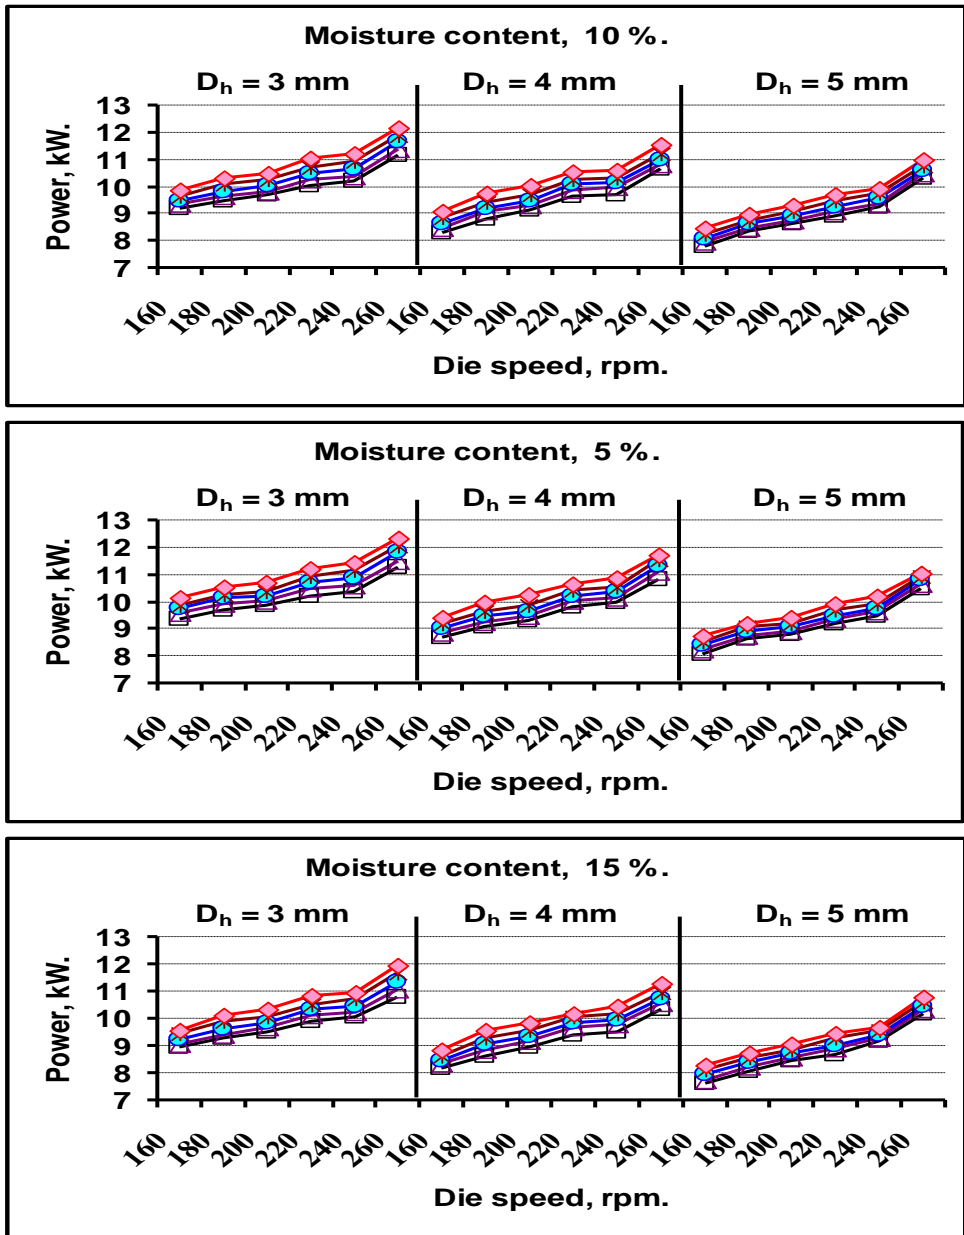 Moisture content, 10 %.
Dₕ = 3 mm Dₕ = 4 mm Dₕ = 5 mm
Power, kW.
13
12
11
10
9
8
7
160 180 200 220 240 260 160 180 200 220 240 260 160 180 200 220 240 260
Die speed, rpm.
Moisture content, 5 %.
Dₕ = 3 mm Dₕ = 4 mm Dₕ = 5 mm
Power, kW.
13
12
11
10
9
8
7
160 180 200 220 240 260 160 180 200 220 240 260 160 180 200 220 240 260
Die speed, rpm.
Moisture content, 15 %.
Dₕ = 3 mm Dₕ = 4 mm Dₕ = 5 mm
Power, kW.
13
12
11
10
9
8
7
160 180 200 220 240 260 160 180 200 220 240 260 160 180 200 220 240 260
Die speed, rpm.